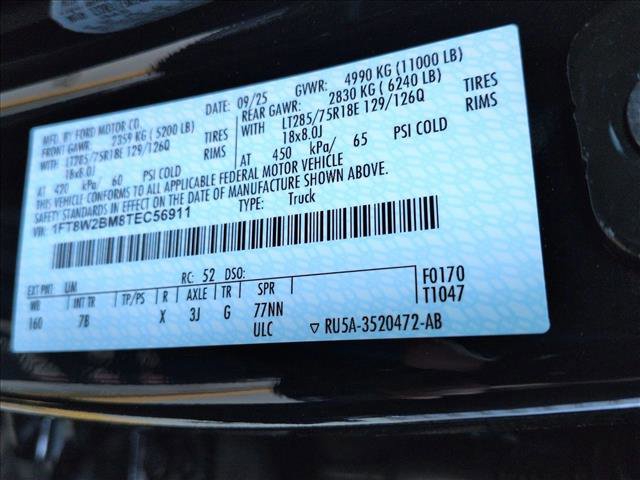 MFD. BY FORD MOTOR CO. DATE: 09/25 GVWR: 4990 KG (11000 LB)
FRONT GAWR: 2359 KG (5200 LB) REAR GAWR: 2830 KG (6240 LB)
WITH LT285/75R18E 129/126Q TIRES WITH LT285/75R18E 129/126Q TIRES
18x8.0J RIMS 18x8.0J RIMS
AT 420 kPa/ 60 PSI COLD AT 450 kPa/ 65 PSI COLD
THIS VEHICLE CONFORMS TO ALL APPLICABLE FEDERAL MOTOR VEHICLE
SAFETY STANDARDS IN EFFECT ON THE DATE OF MANUFACTURE SHOWN ABOVE.
VIN: 1FT8W2BM8TEC56911 TYPE: Truck
EXT PNT: UM RC: 52 DSO: F0170
WB INT TR TP/PS R AXLE TR SPR T1047
160 7B X 3J G 77NN
ULC ▽ RU5A-3520472-AB